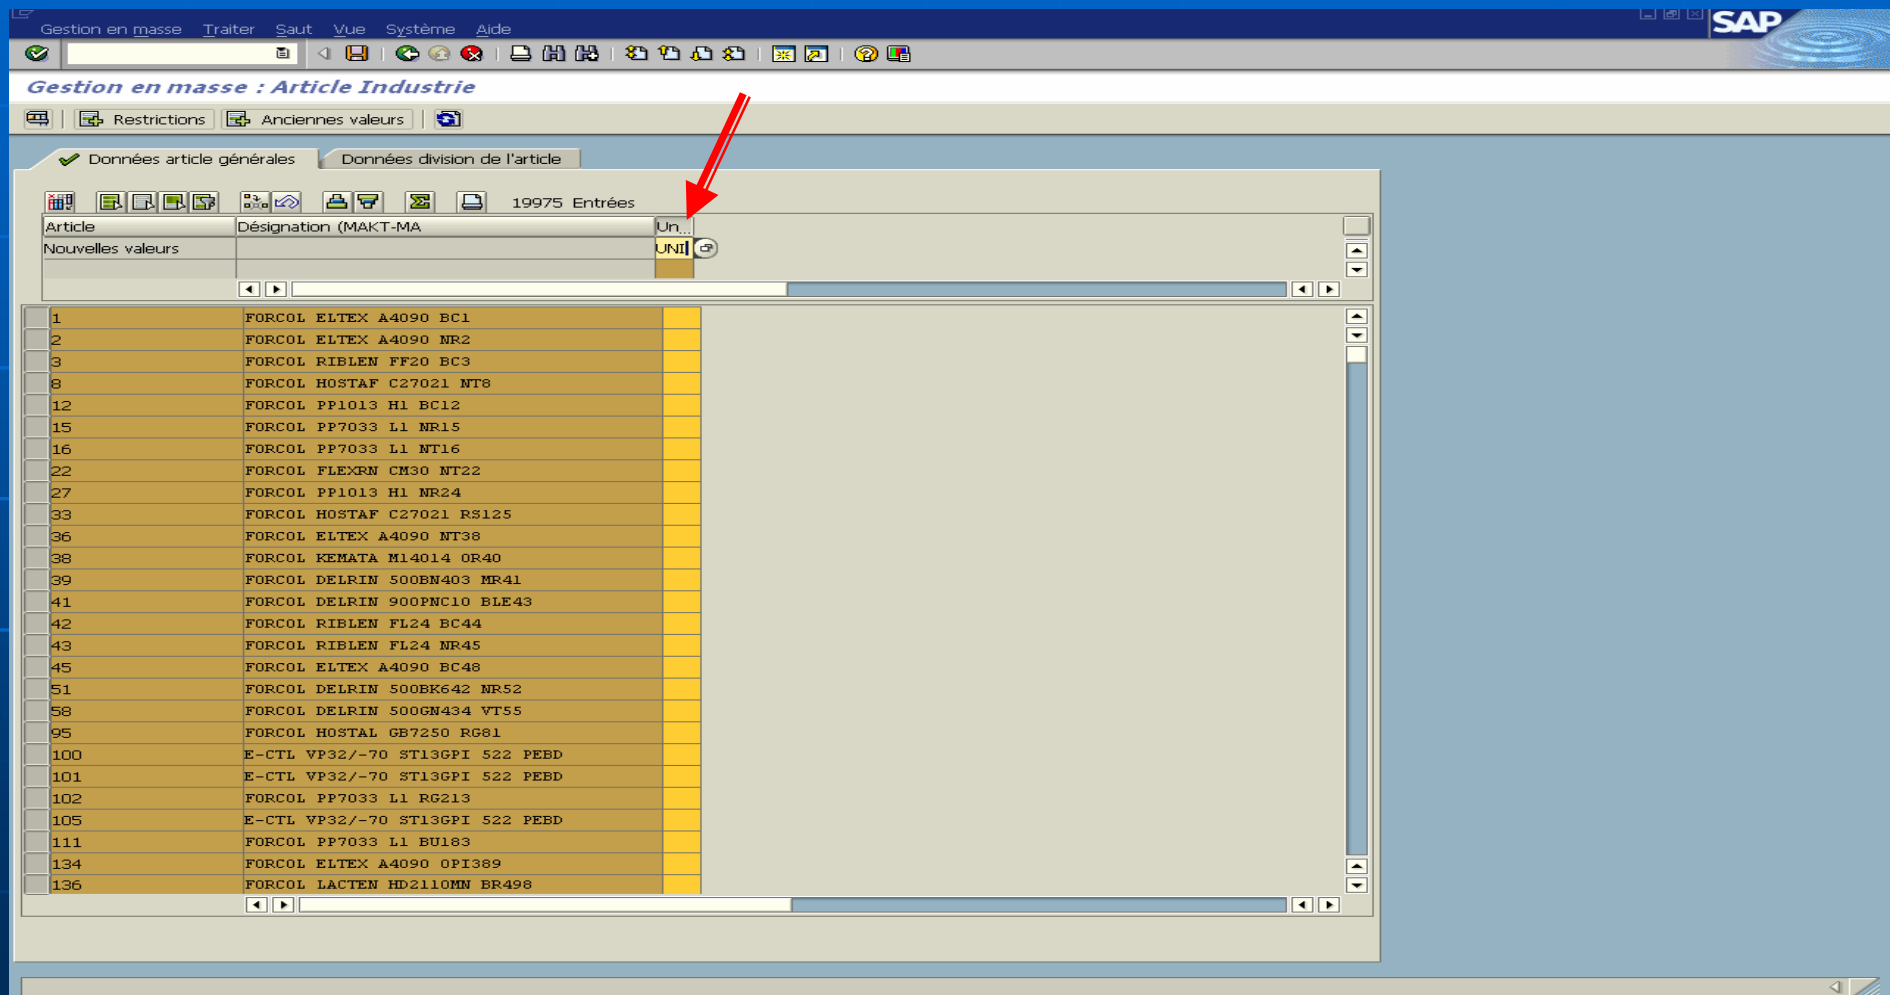 Gestion en masse Traiter Saut Vue Système Aide
SAP
Gestion en masse : Article Industrie
Restrictions Anciennes valeurs
Données article générales Données division de l'article
19975 Entrées
Article Désignation (MAKT-MA Un...
Nouvelles valeurs UNI
1 FORCOL ELTEX A4090 BC1
2 FORCOL ELTEX A4090 NR2
3 FORCOL RIBLEN FF20 BC3
8 FORCOL HOSTAF C27021 NT8
12 FORCOL PP1013 H1 BC12
15 FORCOL PP7033 L1 NR15
16 FORCOL PP7033 L1 NT16
22 FORCOL FLEXRN CM30 NT22
27 FORCOL PP1013 H1 NR24
33 FORCOL HOSTAF C27021 RS125
36 FORCOL ELTEX A4090 NT38
38 FORCOL KEMATA M14014 OR40
39 FORCOL DELRIN 500BN403 MR41
41 FORCOL DELRIN 900PNC10 BLE43
42 FORCOL RIBLEN FL24 BC44
43 FORCOL RIBLEN FL24 NR45
45 FORCOL ELTEX A4090 BC48
51 FORCOL DELRIN 500BK642 NR52
58 FORCOL DELRIN 500GN434 VT55
95 FORCOL HOSTAL GB7250 RG81
100 E-CTL VP32/-70 ST13GPI 522 PEBD
101 E-CTL VP32/-70 ST13GPI 522 PEBD
102 FORCOL PP7033 L1 RG213
105 E-CTL VP32/-70 ST13GPI 522 PEBD
111 FORCOL PP7033 L1 BU183
134 FORCOL ELTEX A4090 OPI389
136 FORCOL LACTEN HD2110MN BR498